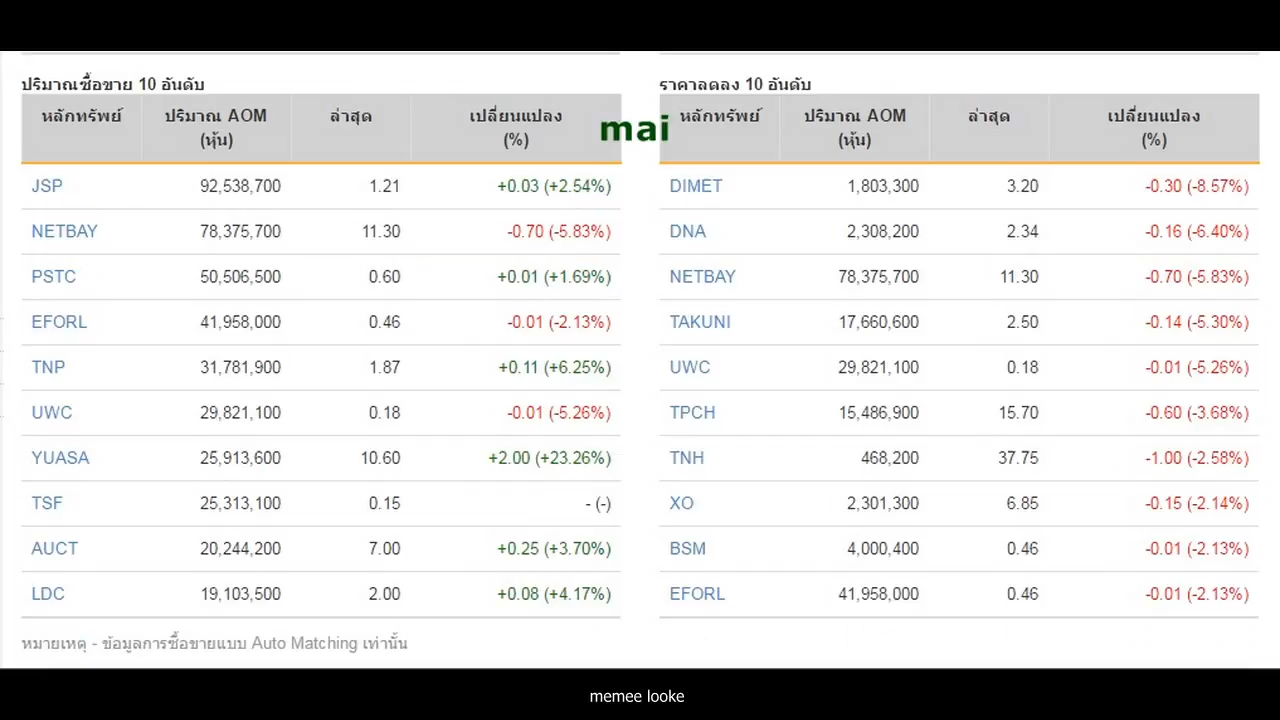 ปริมาณซื้อขาย 10 อันดับ
หลักทรัพย์ ปริมาณ AOM (หุ้น) ล่าสุด เปลี่ยนแปลง (%)
JSP 92,538,700 1.21 +0.03 (+2.54%)
NETBAY 78,375,700 11.30 -0.70 (-5.83%)
PSTC 50,506,500 0.60 +0.01 (+1.69%)
EFORL 41,958,000 0.46 -0.01 (-2.13%)
TNP 31,781,900 1.87 +0.11 (+6.25%)
UWC 29,821,100 0.18 -0.01 (-5.26%)
YUASA 25,913,600 10.60 +2.00 (+23.26%)
TSF 25,313,100 0.15 - (-)
AUCT 20,244,200 7.00 +0.25 (+3.70%)
LDC 19,103,500 2.00 +0.08 (+4.17%)
หมายเหตุ - ข้อมูลการซื้อขายแบบ Auto Matching เท่านั้น
mai
ราคาลดลง 10 อันดับ
หลักทรัพย์ ปริมาณ AOM (หุ้น) ล่าสุด เปลี่ยนแปลง (%)
DIMET 1,803,300 3.20 -0.30 (-8.57%)
DNA 2,308,200 2.34 -0.16 (-6.40%)
NETBAY 78,375,700 11.30 -0.70 (-5.83%)
TAKUNI 17,660,600 2.50 -0.14 (-5.30%)
UWC 29,821,100 0.18 -0.01 (-5.26%)
TPCH 15,486,900 15.70 -0.60 (-3.68%)
TNH 468,200 37.75 -1.00 (-2.58%)
XO 2,301,300 6.85 -0.15 (-2.14%)
BSM 4,000,400 0.46 -0.01 (-2.13%)
EFORL 41,958,000 0.46 -0.01 (-2.13%)
memee looke